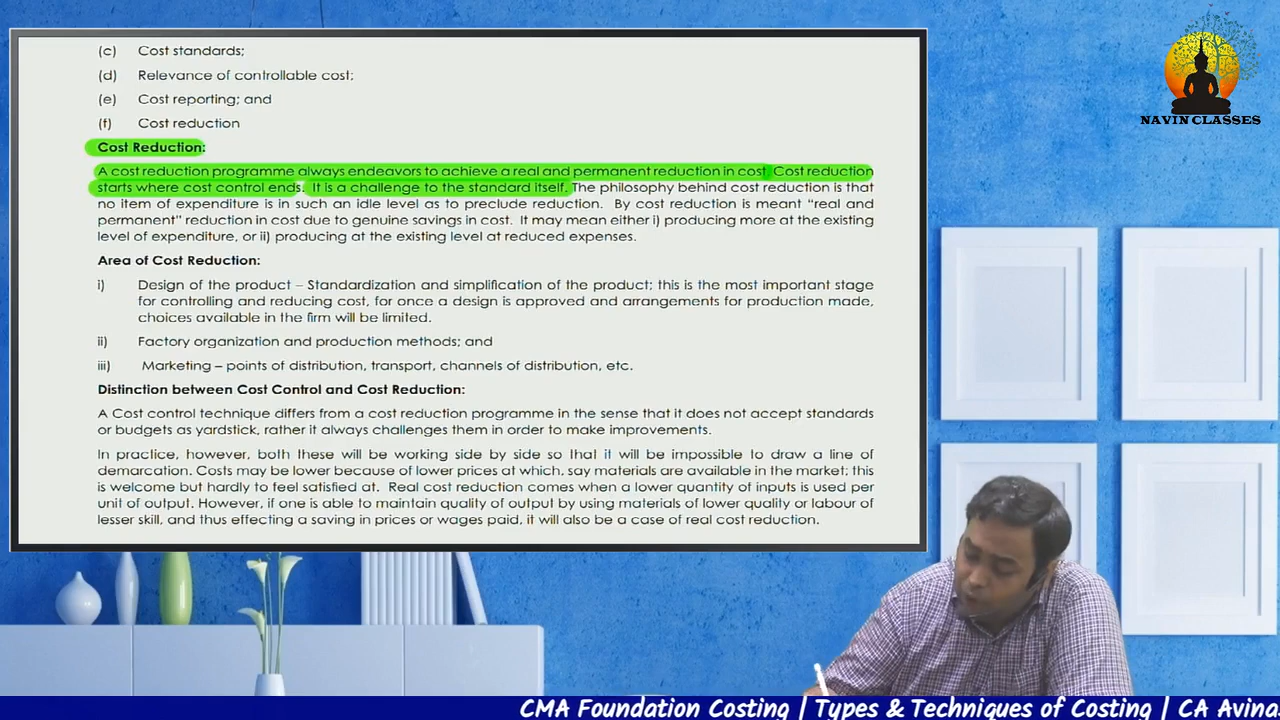 (c) Cost standards;
(d) Relevance of controllable cost;
(e) Cost reporting; and
(f) Cost reduction
Cost Reduction:
A cost reduction programme always endeavors to achieve a real and permanent reduction in cost. Cost reduction
starts where cost control ends. It is a challenge to the standard itself. The philosophy behind cost reduction is that
no item of expenditure is in such an idle level as to preclude reduction. By cost reduction is meant “real and
permanent” reduction in cost due to genuine savings in cost. It may mean either i) producing more at the existing
level of expenditure, or ii) producing at the existing level at reduced expenses.
Area of Cost Reduction:
i) Design of the product – Standardization and simplification of the product; this is the most important stage
for controlling and reducing cost, for once a design is approved and arrangements for production made,
choices available in the firm will be limited.
ii) Factory organization and production methods; and
iii) Marketing – points of distribution, transport, channels of distribution, etc.
Distinction between Cost Control and Cost Reduction:
A Cost control technique differs from a cost reduction programme in the sense that it does not accept standards
or budgets as yardstick, rather it always challenges them in order to make improvements.
In practice, however, both these will be working side by side so that it will be impossible to draw a line of
demarcation. Costs may be lower because of lower prices at which, say materials are available in the market; this
is welcome but hardly to feel satisfied at. Real cost reduction comes when a lower quantity of inputs is used per
unit of output. However, if one is able to maintain quality of output by using materials of lower quality or labour of
lesser skill, and thus effecting a saving in prices or wages paid, it will also be a case of real cost reduction.
NAVIN CLASSES
CMA Foundation Costing | Types & Techniques of Costing | CA Avina